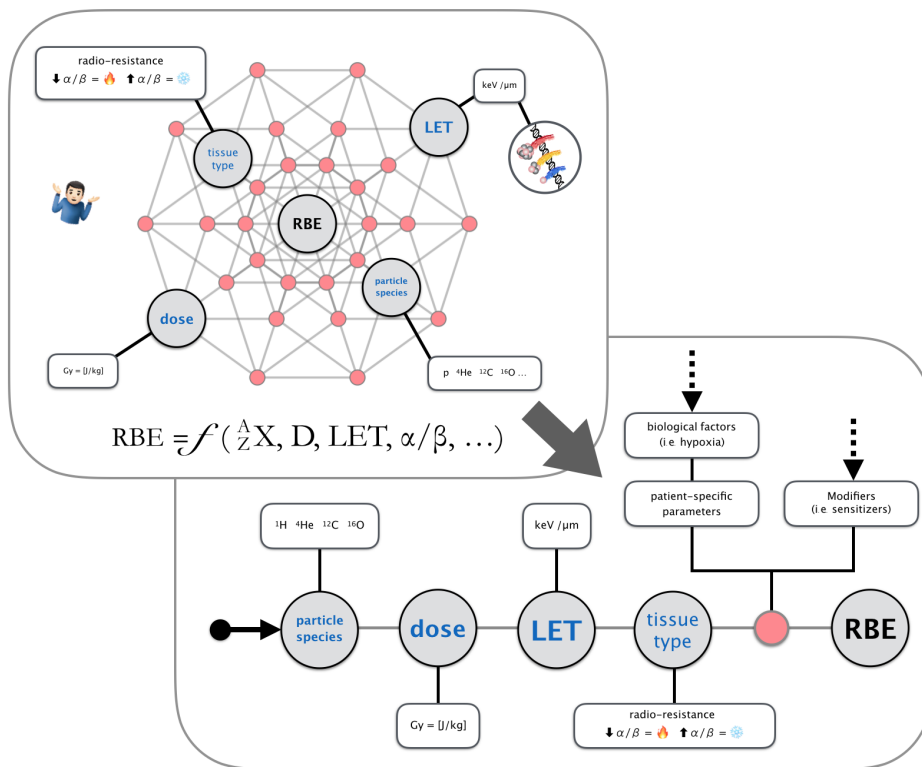 radio-resistance
⬇ α/β = 🔥 ⬆ α/β = ❄️
keV /μm
LET
tissue
type
RBE
particle
species
dose
Gy = [J/kg]
p ⁴He ¹²C ¹⁶O ...
RBE = f ( ᴬ_Z X, D, LET, α/β, ...)
biological factors
(i e hypoxia)
patient-specific
parameters
Modifiers
(i e sensitizers)
¹H ⁴He ¹²C ¹⁶O
keV /μm
particle
species
dose
LET
tissue
type
RBE
Gy = [J/kg]
radio-resistance
⬇ α/β = 🔥 ⬆ α/β = ❄️